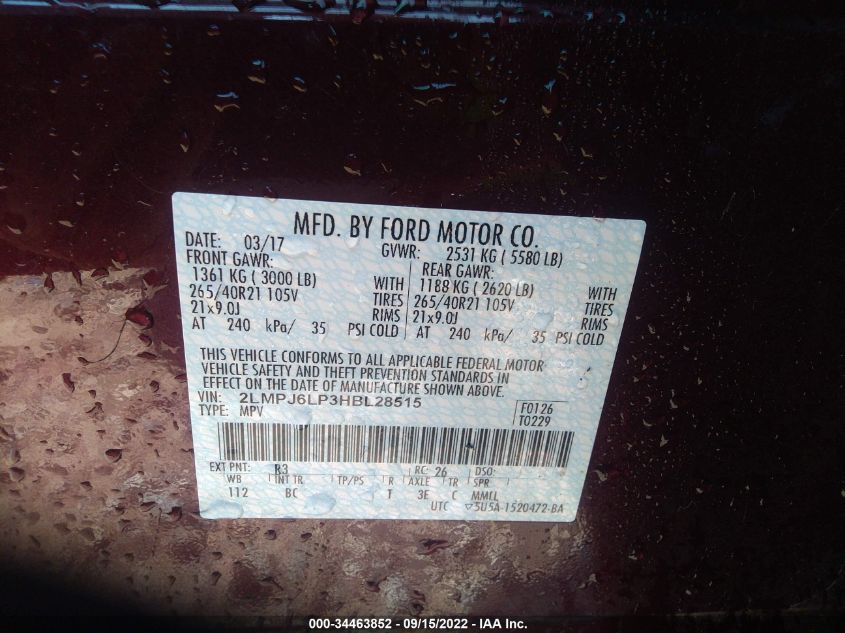 MFD. BY FORD MOTOR CO.
DATE: 03/17 GVWR: 2531 KG ( 5580 LB)
FRONT GAWR: REAR GAWR:
1361 KG ( 3000 LB) WITH 1188 KG ( 2620 LB) WITH
265/40R21 105V TIRES 265/40R21 105V TIRES
21x9.0J RIMS 21x9.0J RIMS
AT 240 kPa/ 35 PSI COLD AT 240 kPa/ 35 PSI COLD
THIS VEHICLE CONFORMS TO ALL APPLICABLE FEDERAL MOTOR
VEHICLE SAFETY AND THEFT PREVENTION STANDARDS IN
EFFECT ON THE DATE OF MANUFACTURE SHOWN ABOVE.
VIN: 2LMPJ6LP3HBL28515 F0126
TYPE: MPV T0229
EXT PNT: R3 RC: 26 DSO:
WB INT TR TP/PS R AXLE TR SPR
112 BC T 3E C MMLL
UTC ▽5U5A-1520472-BA
000-34463852 - 09/15/2022 - IAA Inc.